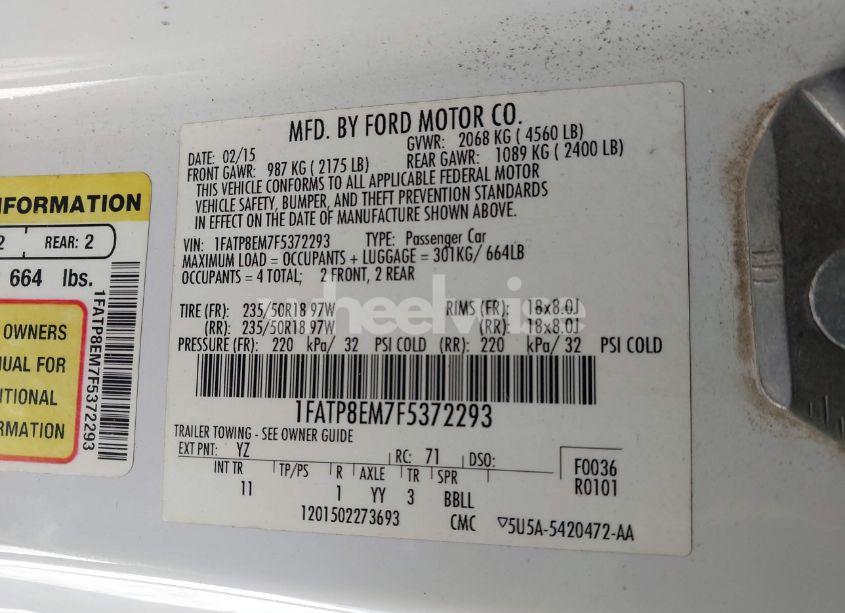 MFD. BY FORD MOTOR CO.
DATE: 02/15 GVWR: 2068 KG ( 4560 LB)
FRONT GAWR: 987 KG ( 2175 LB) REAR GAWR: 1089 KG ( 2400 LB)
THIS VEHICLE CONFORMS TO ALL APPLICABLE FEDERAL MOTOR
VEHICLE SAFETY, BUMPER, AND THEFT PREVENTION STANDARDS
IN EFFECT ON THE DATE OF MANUFACTURE SHOWN ABOVE.
VIN: 1FATP8EM7F5372293 TYPE: Passenger Car
MAXIMUM LOAD = OCCUPANTS + LUGGAGE = 301KG/ 664LB
OCCUPANTS = 4 TOTAL; 2 FRONT, 2 REAR
TIRE (FR): 235/50R18 97W RIMS (FR): 18x8.0J
(RR): 235/50R18 97W (RR): 18x8.0J
PRESSURE (FR): 220 kPa/ 32 PSI COLD (RR): 220 kPa/ 32 PSI COLD
1FATP8EM7F5372293
TRAILER TOWING - SEE OWNER GUIDE
EXT PNT: YZ RC: 71 DSO: F0036
R0101
INT TR TP/PS R AXLE TR SPR
11 1 YY 3 BBLL
1201502273693 CMC ▽5U5A-5420472-AA
NFORMATION
2 REAR: 2
664 lbs.
OWNERS
NUAL FOR
ITIONAL
ORMATION
1FATP8EM7F5372293
wheelwise